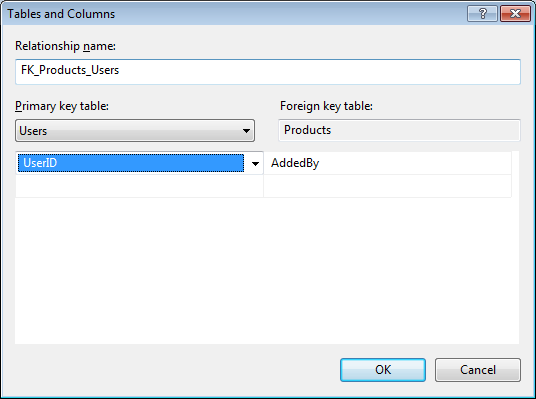 Tables and Columns
Relationship name:
FK_Products_Users
Primary key table:
Foreign key table:
Users
Products
UserID
AddedBy
OK
Cancel